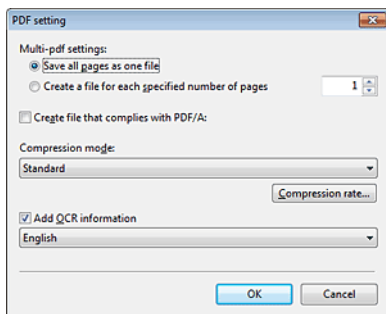 PDF setting
Multi-pdf settings:
Save all pages as one file
Create a file for each specified number of pages
1
Create file that complies with PDF/A:
Compression mode:
Standard
Compression rate...
Add OCR information
English
OK Cancel